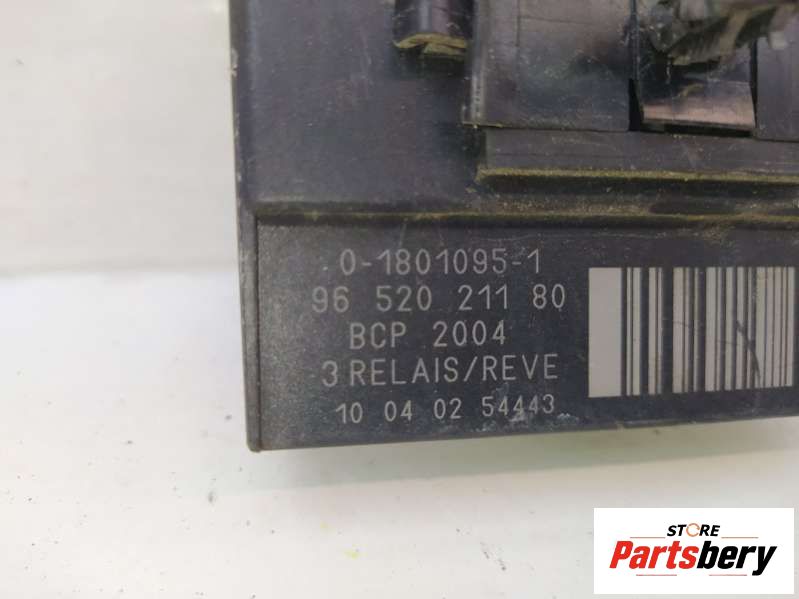 0-1801095-1
96 520 211 80
BCP 2004
3 RELAIS/REVE
10 04 02 54443
STORE
Partsbery